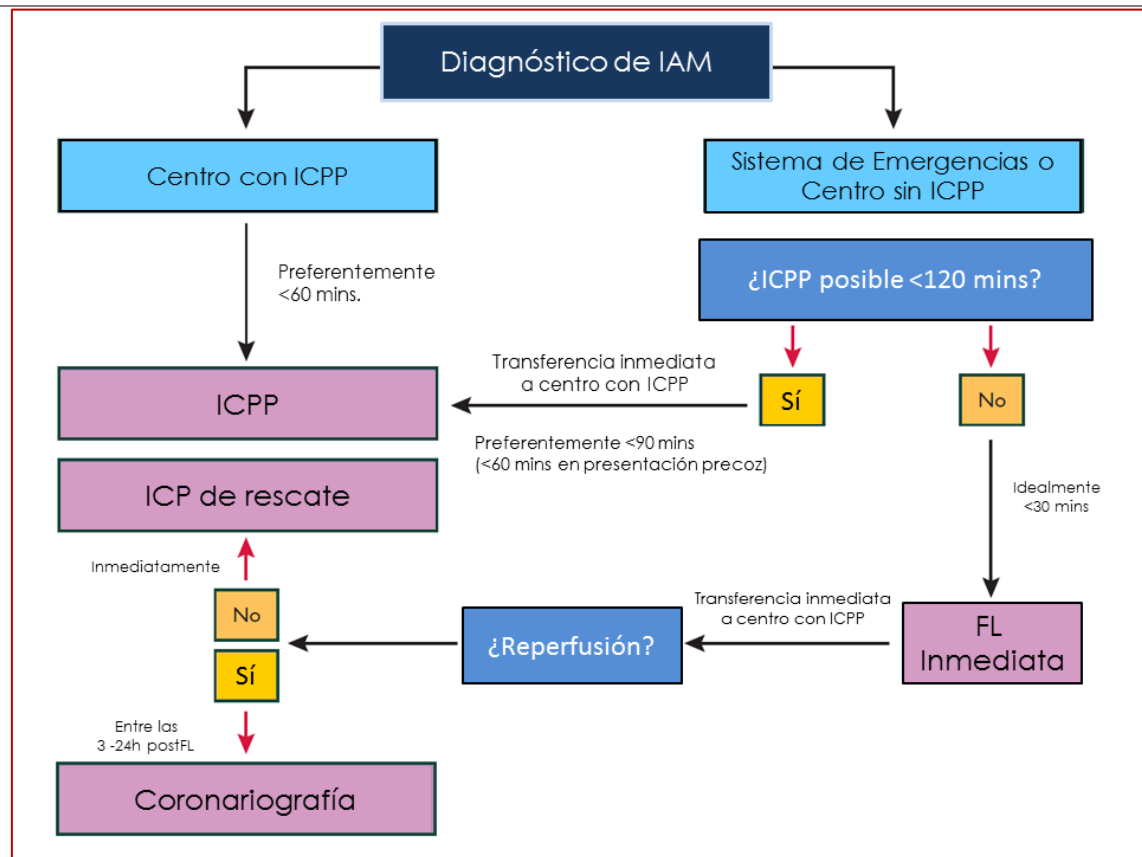 Diagnóstico de IAM
Centro con ICPP
Sistema de Emergencias o
Centro sin ICPP
Preferentemente
<60 mins.
¿ICPP posible <120 mins?
Transferencia inmediata
a centro con ICPP
Sí
No
ICPP
Preferentemente <90 mins
(<60 mins en presentación precoz)
ICP de rescate
Idealmente
<30 mins
Inmediatamente
No
Sí
¿Reperfusión?
Transferencia inmediata
a centro con ICPP
FL
Inmediata
Entre las
3 -24h postFL
Coronariografía